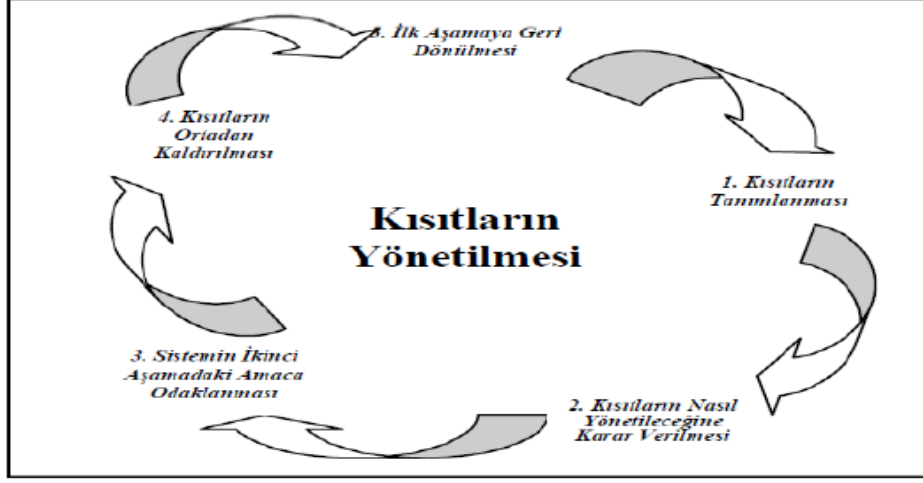 5. İlk Aşamaya Geri
Dönülmesi
4. Kısıtların
Ortadan
Kaldırılması
1. Kısıtların
Tanımlanması
Kısıtların
Yönetilmesi
3. Sistemin İkinci
Aşamadaki Amaca
Odaklanması
2. Kısıtların Nasıl
Yönetileceğine
Karar Verilmesi